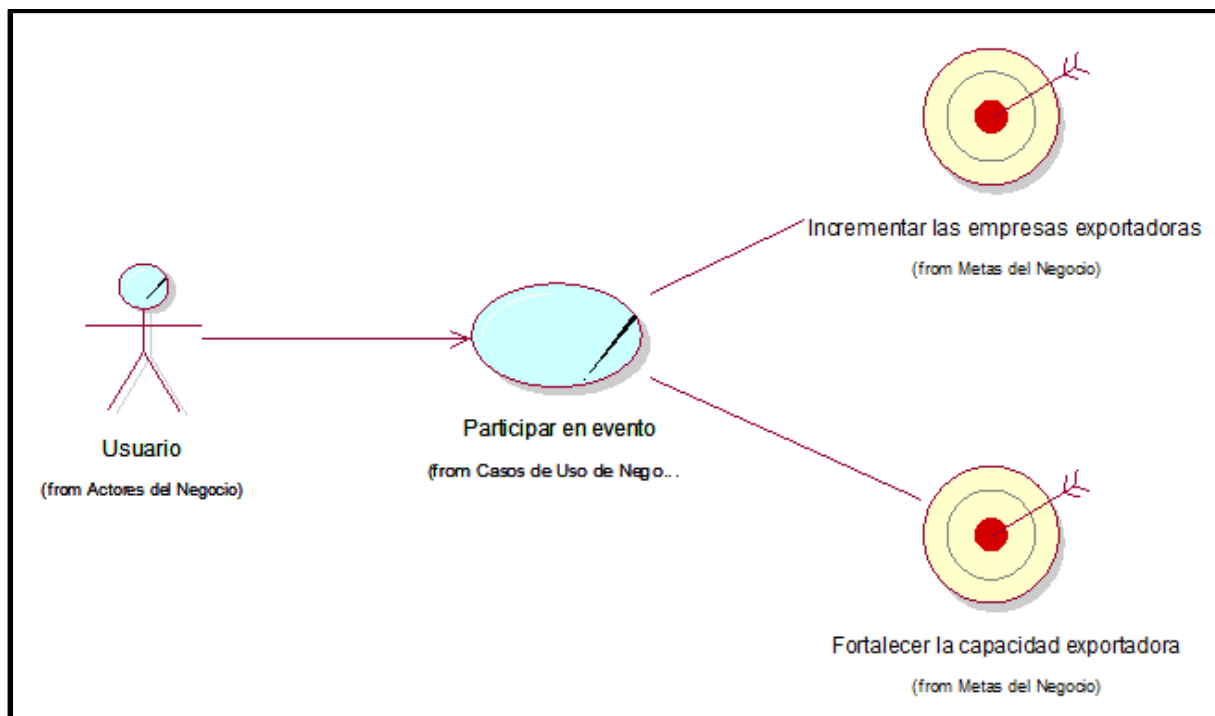 Incrementar las empresas exportadoras
(from Metas del Negocio)
Usuario
(from Actores del Negocio)
Participar en evento
(from Casos de Uso de Nego...
Fortalecer la capacidad exportadora
(from Metas del Negocio)